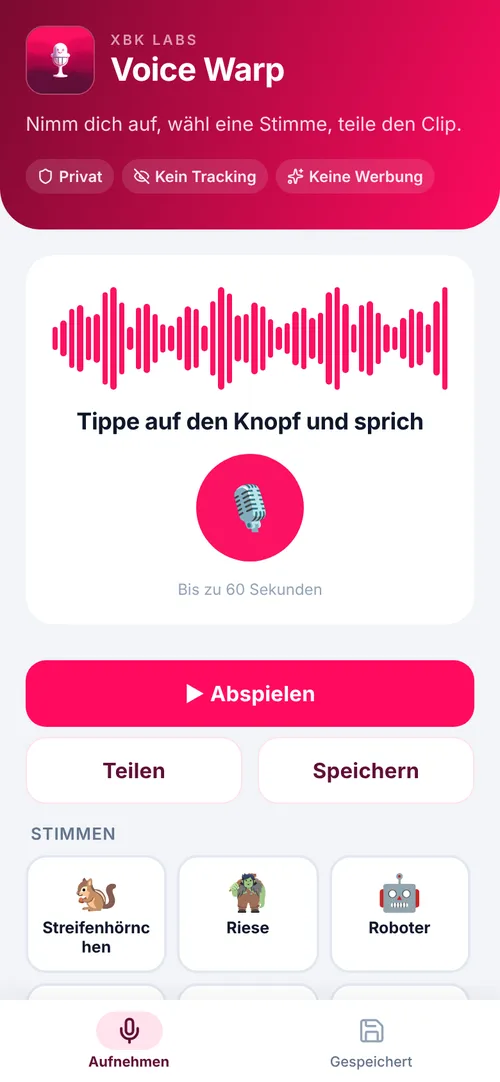 XBK LABS
Voice Warp
Nimm dich auf, wähl eine Stimme, teile den Clip.
Privat
Kein Tracking
Keine Werbung
Tippe auf den Knopf und sprich
Bis zu 60 Sekunden
▶ Abspielen
Teilen
Speichern
STIMMEN
Streifenhörnc
hen
Riese
Roboter
Aufnehmen
Gespeichert